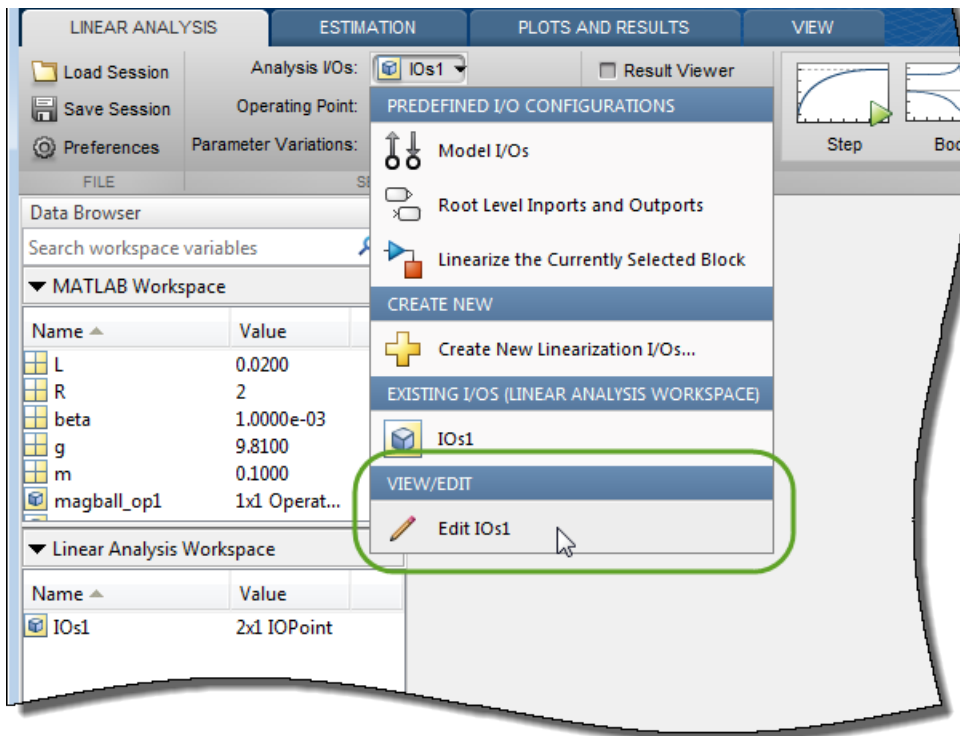 LINEAR ANALYSIS ESTIMATION PLOTS AND RESULTS VIEW
Load Session
Save Session
Preferences
FILE
Analysis I/Os: IOs1
Operating Point:
Parameter Variations:
Result Viewer
Step
PREDEFINED I/O CONFIGURATIONS
Model I/Os
Root Level Inports and Outports
Linearize the Currently Selected Block
CREATE NEW
Create New Linearization I/Os...
EXISTING I/OS (LINEAR ANALYSIS WORKSPACE)
IOs1
VIEW/EDIT
Edit IOs1
Data Browser
Search workspace variables
MATLAB Workspace
Name Value
L 0.0200
R 2
beta 1.0000e-03
g 9.8100
m 0.1000
magball_op1 1x1 Operat...
Linear Analysis Workspace
Name Value
IOs1 2x1 IOPoint